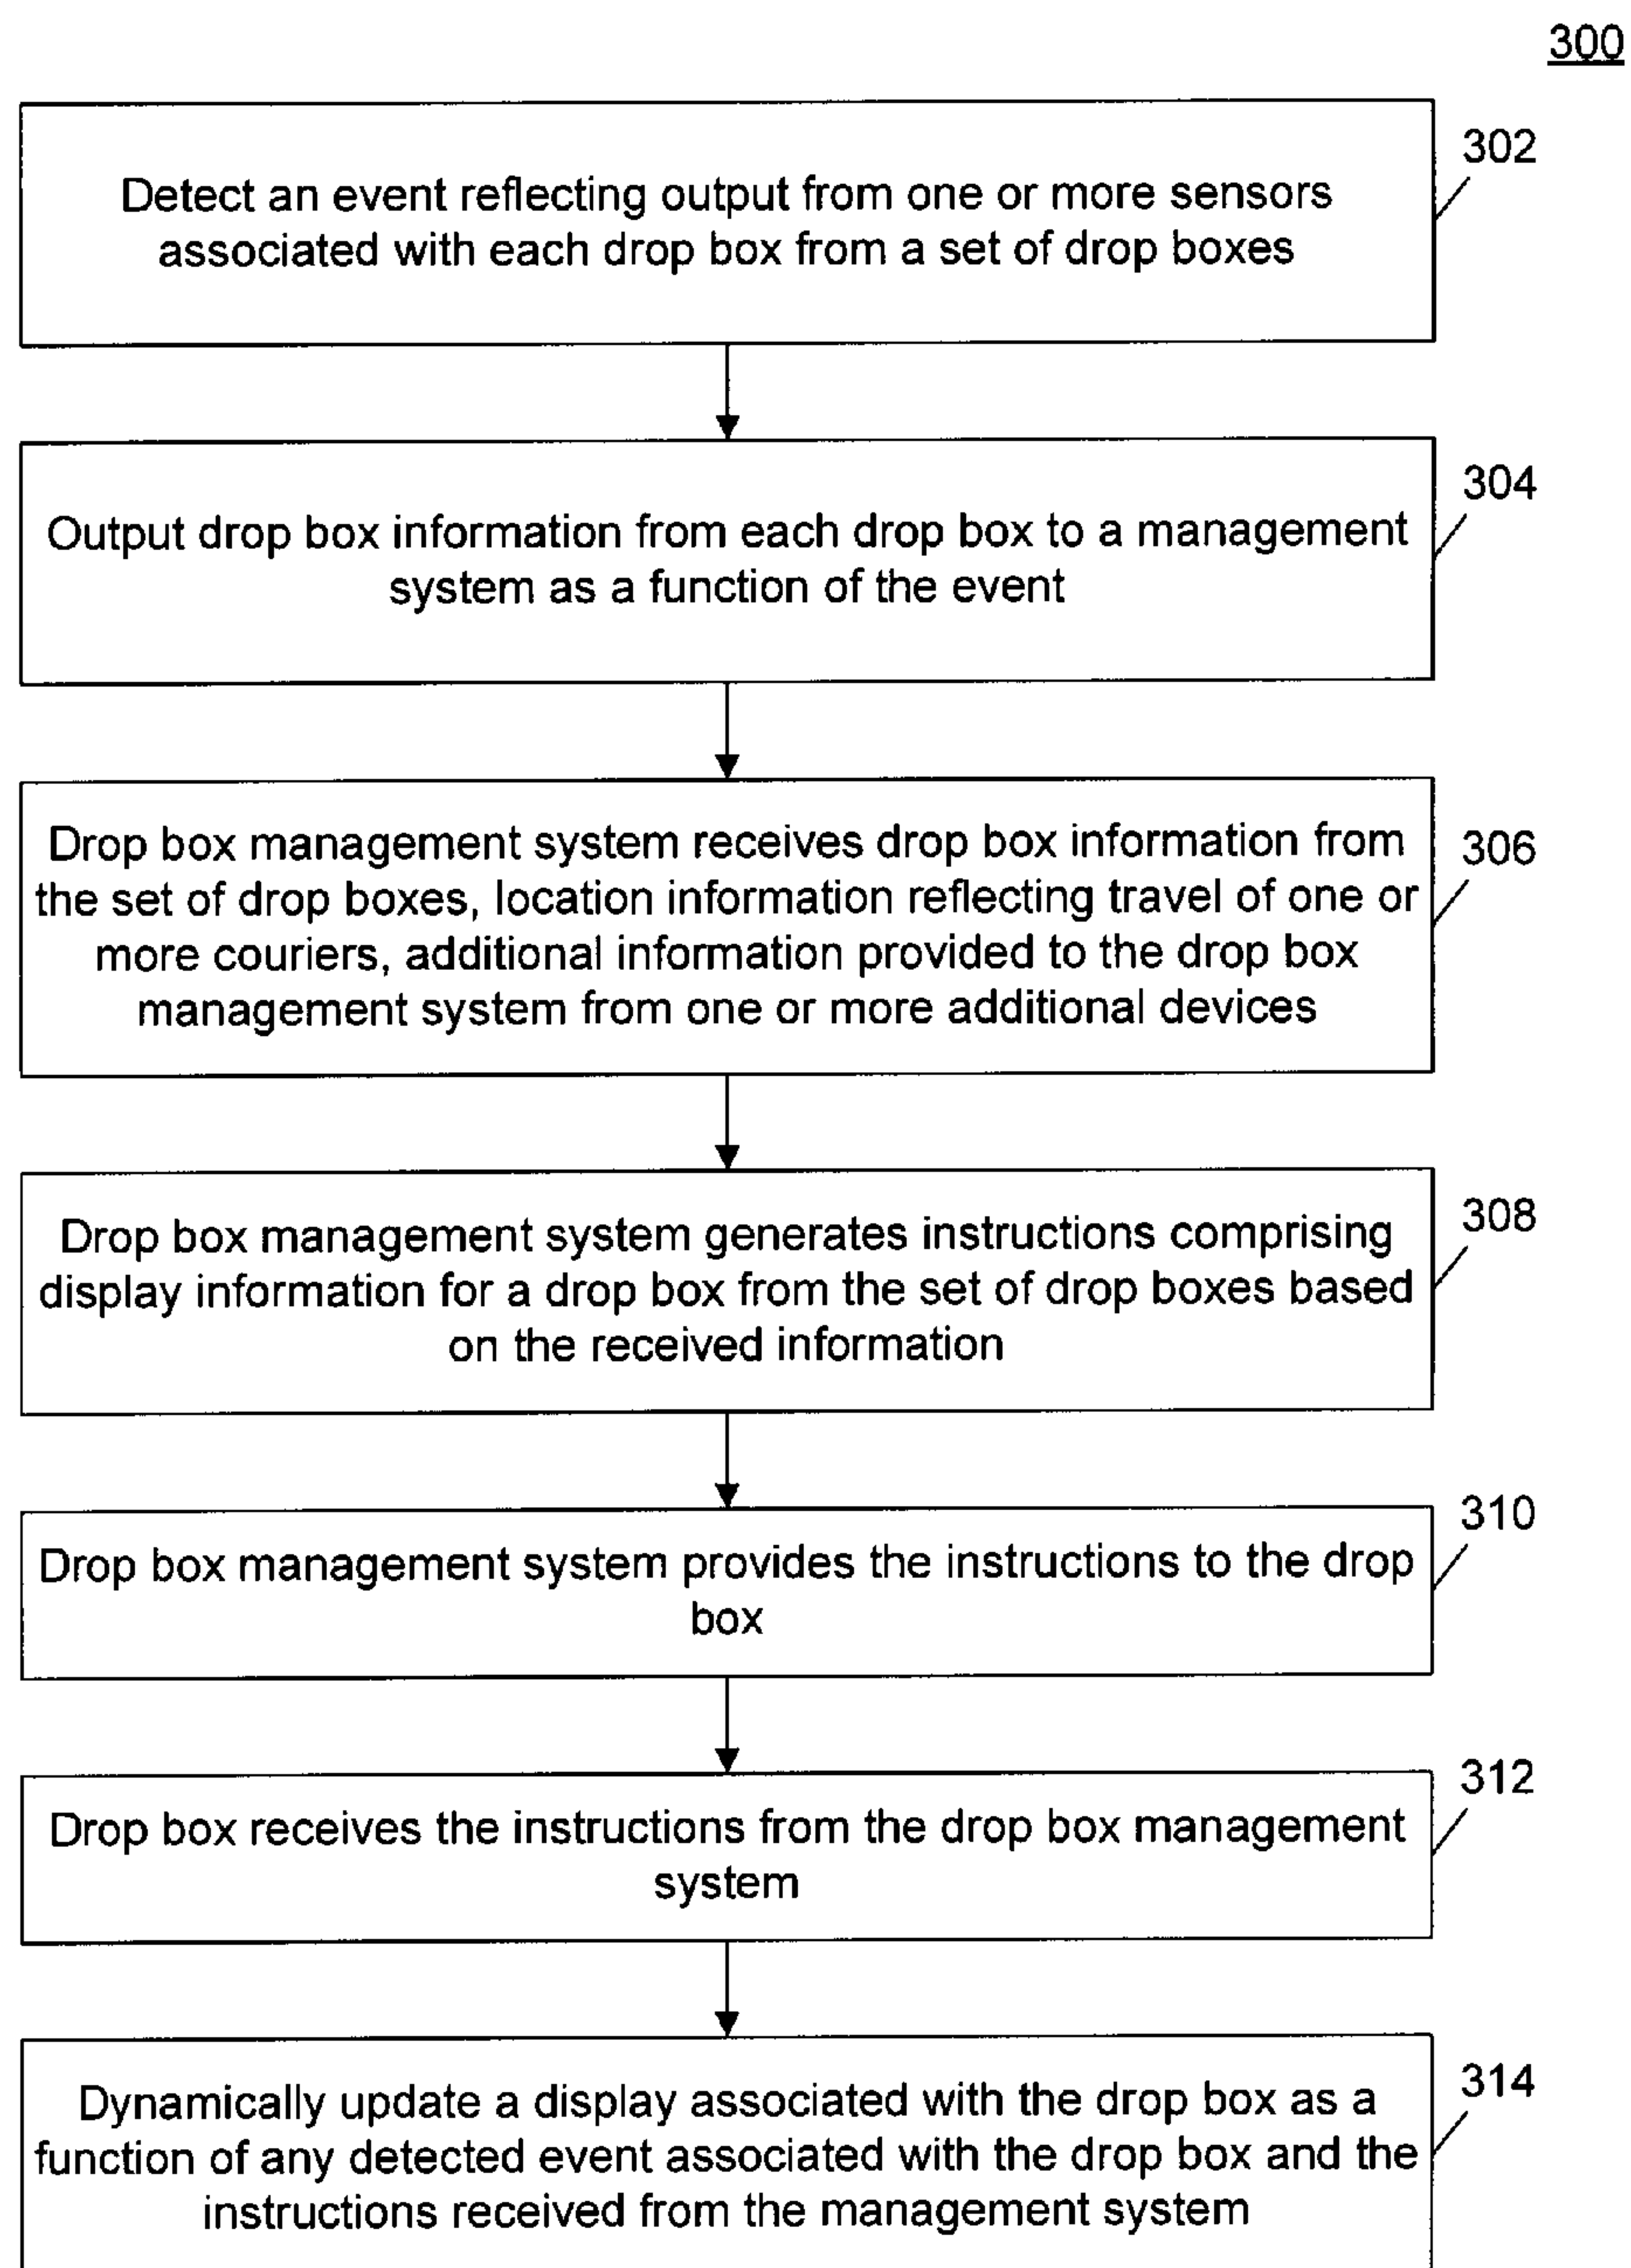 300
302
Detect an event reflecting output from one or more sensors
associated with each drop box from a set of drop boxes
304
Output drop box information from each drop box to a management
system as a function of the event
Drop box management system receives drop box information from
306
the set of drop boxes, location information reflecting travel of one or
more couriers, additional information provided to the drop box
management system from one or more additional devices
308
Drop box management system generates instructions comprising
display information for a drop box from the set of drop boxes based
on the received information
310
Drop box management system provides the instructions to the drop
box
312
Drop box receives the instructions from the drop box management
system
314
Dynamically update a display associated with the drop box as a
function of any detected event associated with the drop box and the
instructions received from the management system